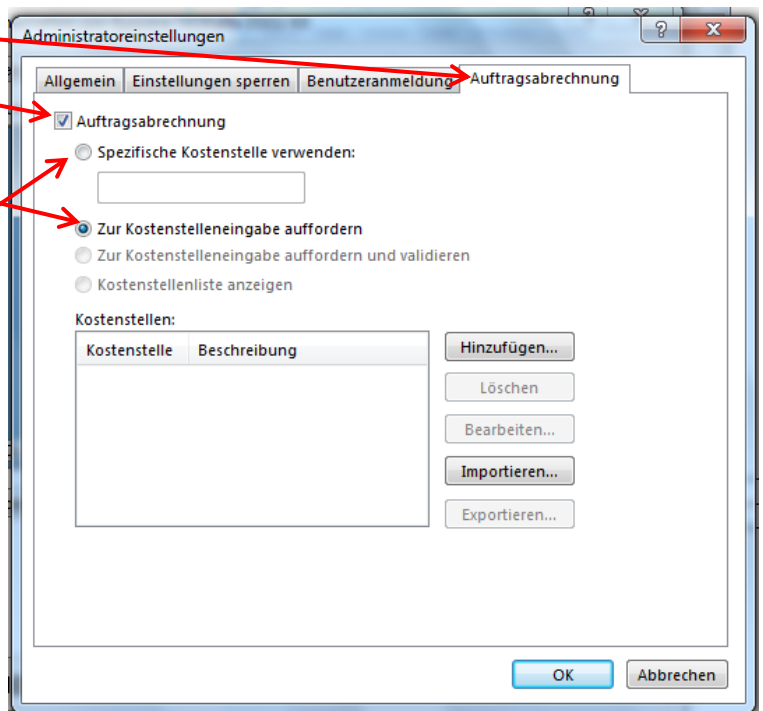 Administratoreinstellungen
Allgemein Einstellungen sperren Benutzeranmeldung Auftragsabrechnung
Auftragsabrechnung
Spezifische Kostenstelle verwenden:
Zur Kostenstelleneingabe auffordern
Zur Kostenstelleneingabe auffordern und validieren
Kostenstellenliste anzeigen
Kostenstellen:
Kostenstelle Beschreibung
Hinzufügen...
Löschen
Bearbeiten...
Importieren...
Exportieren...
OK Abbrechen